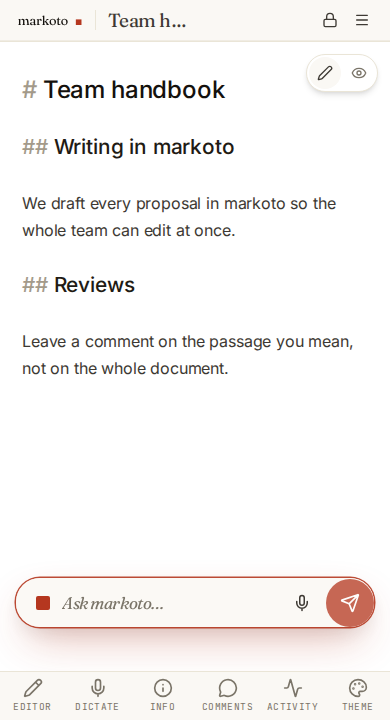 markoto
Team h...
# Team handbook
## Writing in markoto
We draft every proposal in markoto so the
whole team can edit at once.
## Reviews
Leave a comment on the passage you mean,
not on the whole document.
Ask markoto...
EDITOR DICTATE INFO COMMENTS ACTIVITY THEME